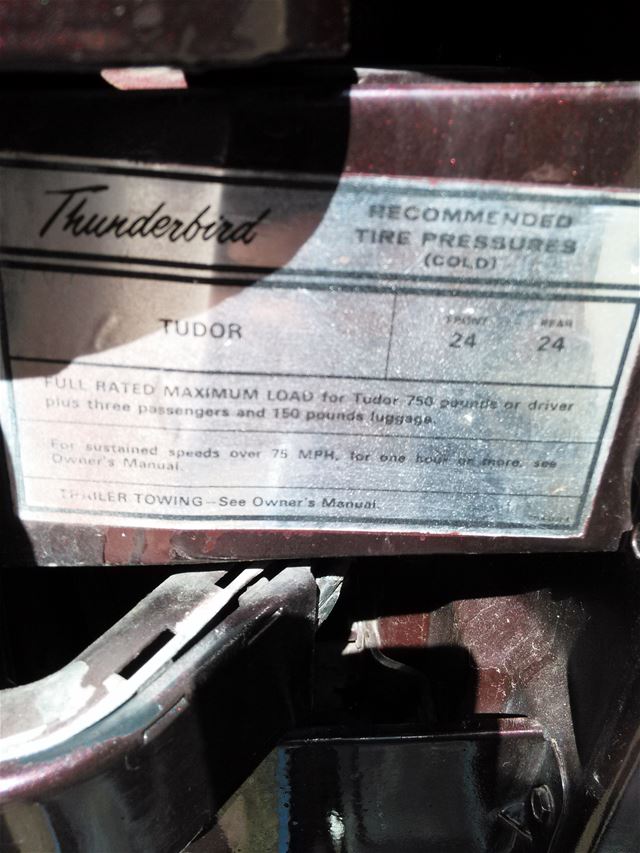 Thunderbird
RECOMMENDED
TIRE PRESSURES
(COLD)
TUDOR
FRONT REAR
24 24
FULL RATED MAXIMUM LOAD for Tudor 750 pounds or driver
plus three passengers and 150 pounds luggage.
For sustained speeds over 75 MPH, for one hour or more, see
Owner's Manual.
TRAILER TOWING—See Owner's Manual.